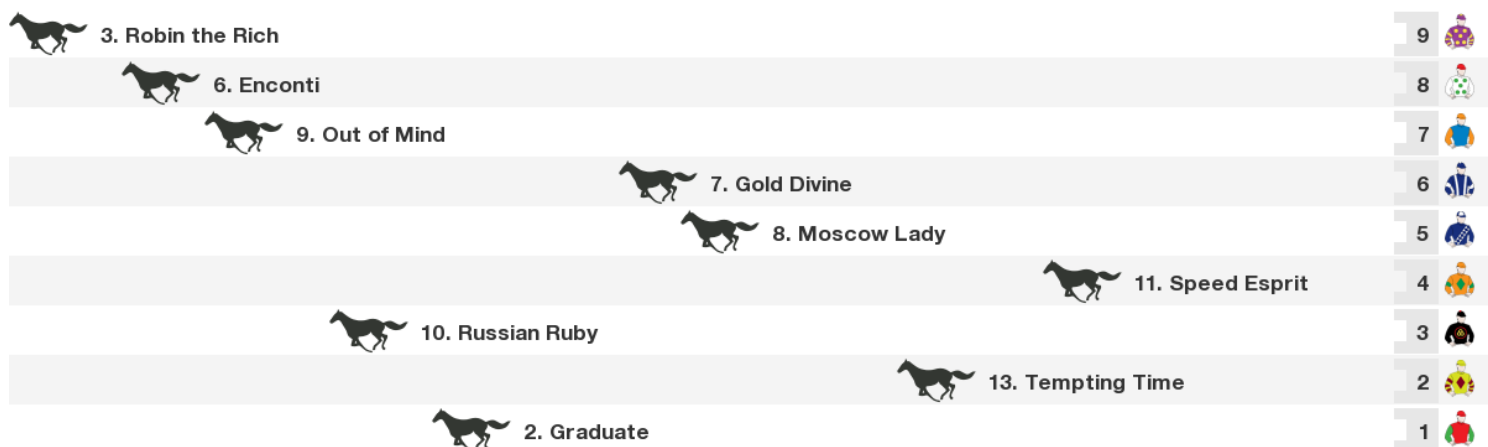 3. Robin the Rich 9
6. Enconti 8
9. Out of Mind 7
7. Gold Divine 6
8. Moscow Lady 5
11. Speed Esprit 4
10. Russian Ruby 3
13. Tempting Time 2
2. Graduate 1